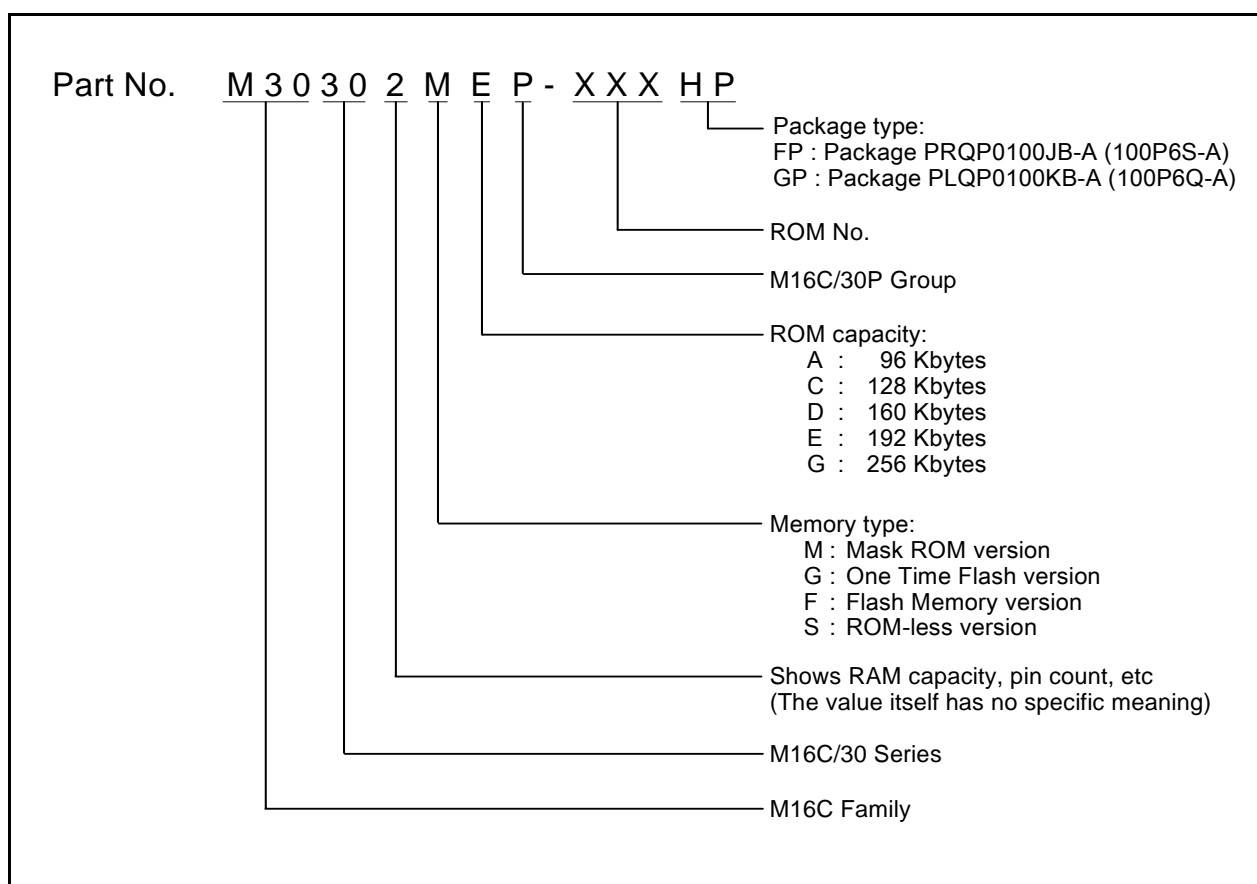 Part No. M 3 0 3 0 2 M E P - X X X H P
Package type:
FP : Package PRQP0100JB-A (100P6S-A)
GP : Package PLQP0100KB-A (100P6Q-A)
ROM No.
M16C/30P Group
ROM capacity:
A : 96 Kbytes
C : 128 Kbytes
D : 160 Kbytes
E : 192 Kbytes
G : 256 Kbytes
Memory type:
M : Mask ROM version
G : One Time Flash version
F : Flash Memory version
S : ROM-less version
Shows RAM capacity, pin count, etc
(The value itself has no specific meaning)
M16C/30 Series
M16C Family